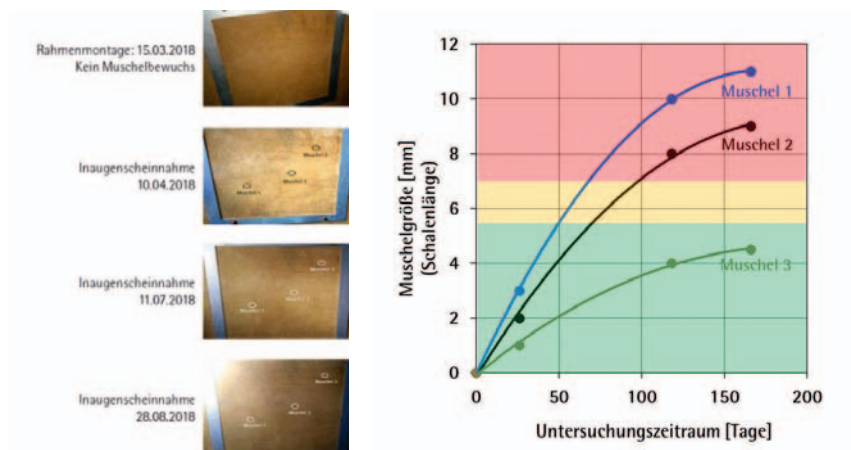 Rahmenmontage: 15.03.2018
Kein Muschelbewuchs
Inaugenscheinnahme
10.04.2018
Muschel 1
Inaugenscheinnahme
11.07.2018
Inaugenscheinnahme
28.08.2018
Muschelgröße [mm]
(Schalenlänge)
12
10
8
6
4
2
0
Muschel 1
Muschel 2
Muschel 3
0 50 100 150 200
Untersuchungszeitraum [Tage]